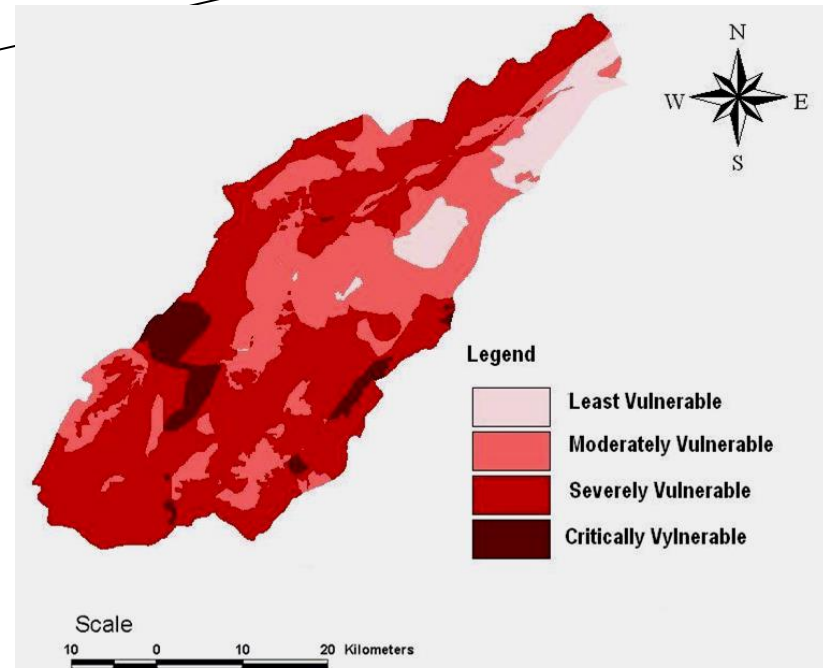 N
W E
S
Legend
Least Vulnerable
Moderately Vulnerable
Severely Vulnerable
Critically Vylnerable
Scale
10 0 10 20 Kilometers